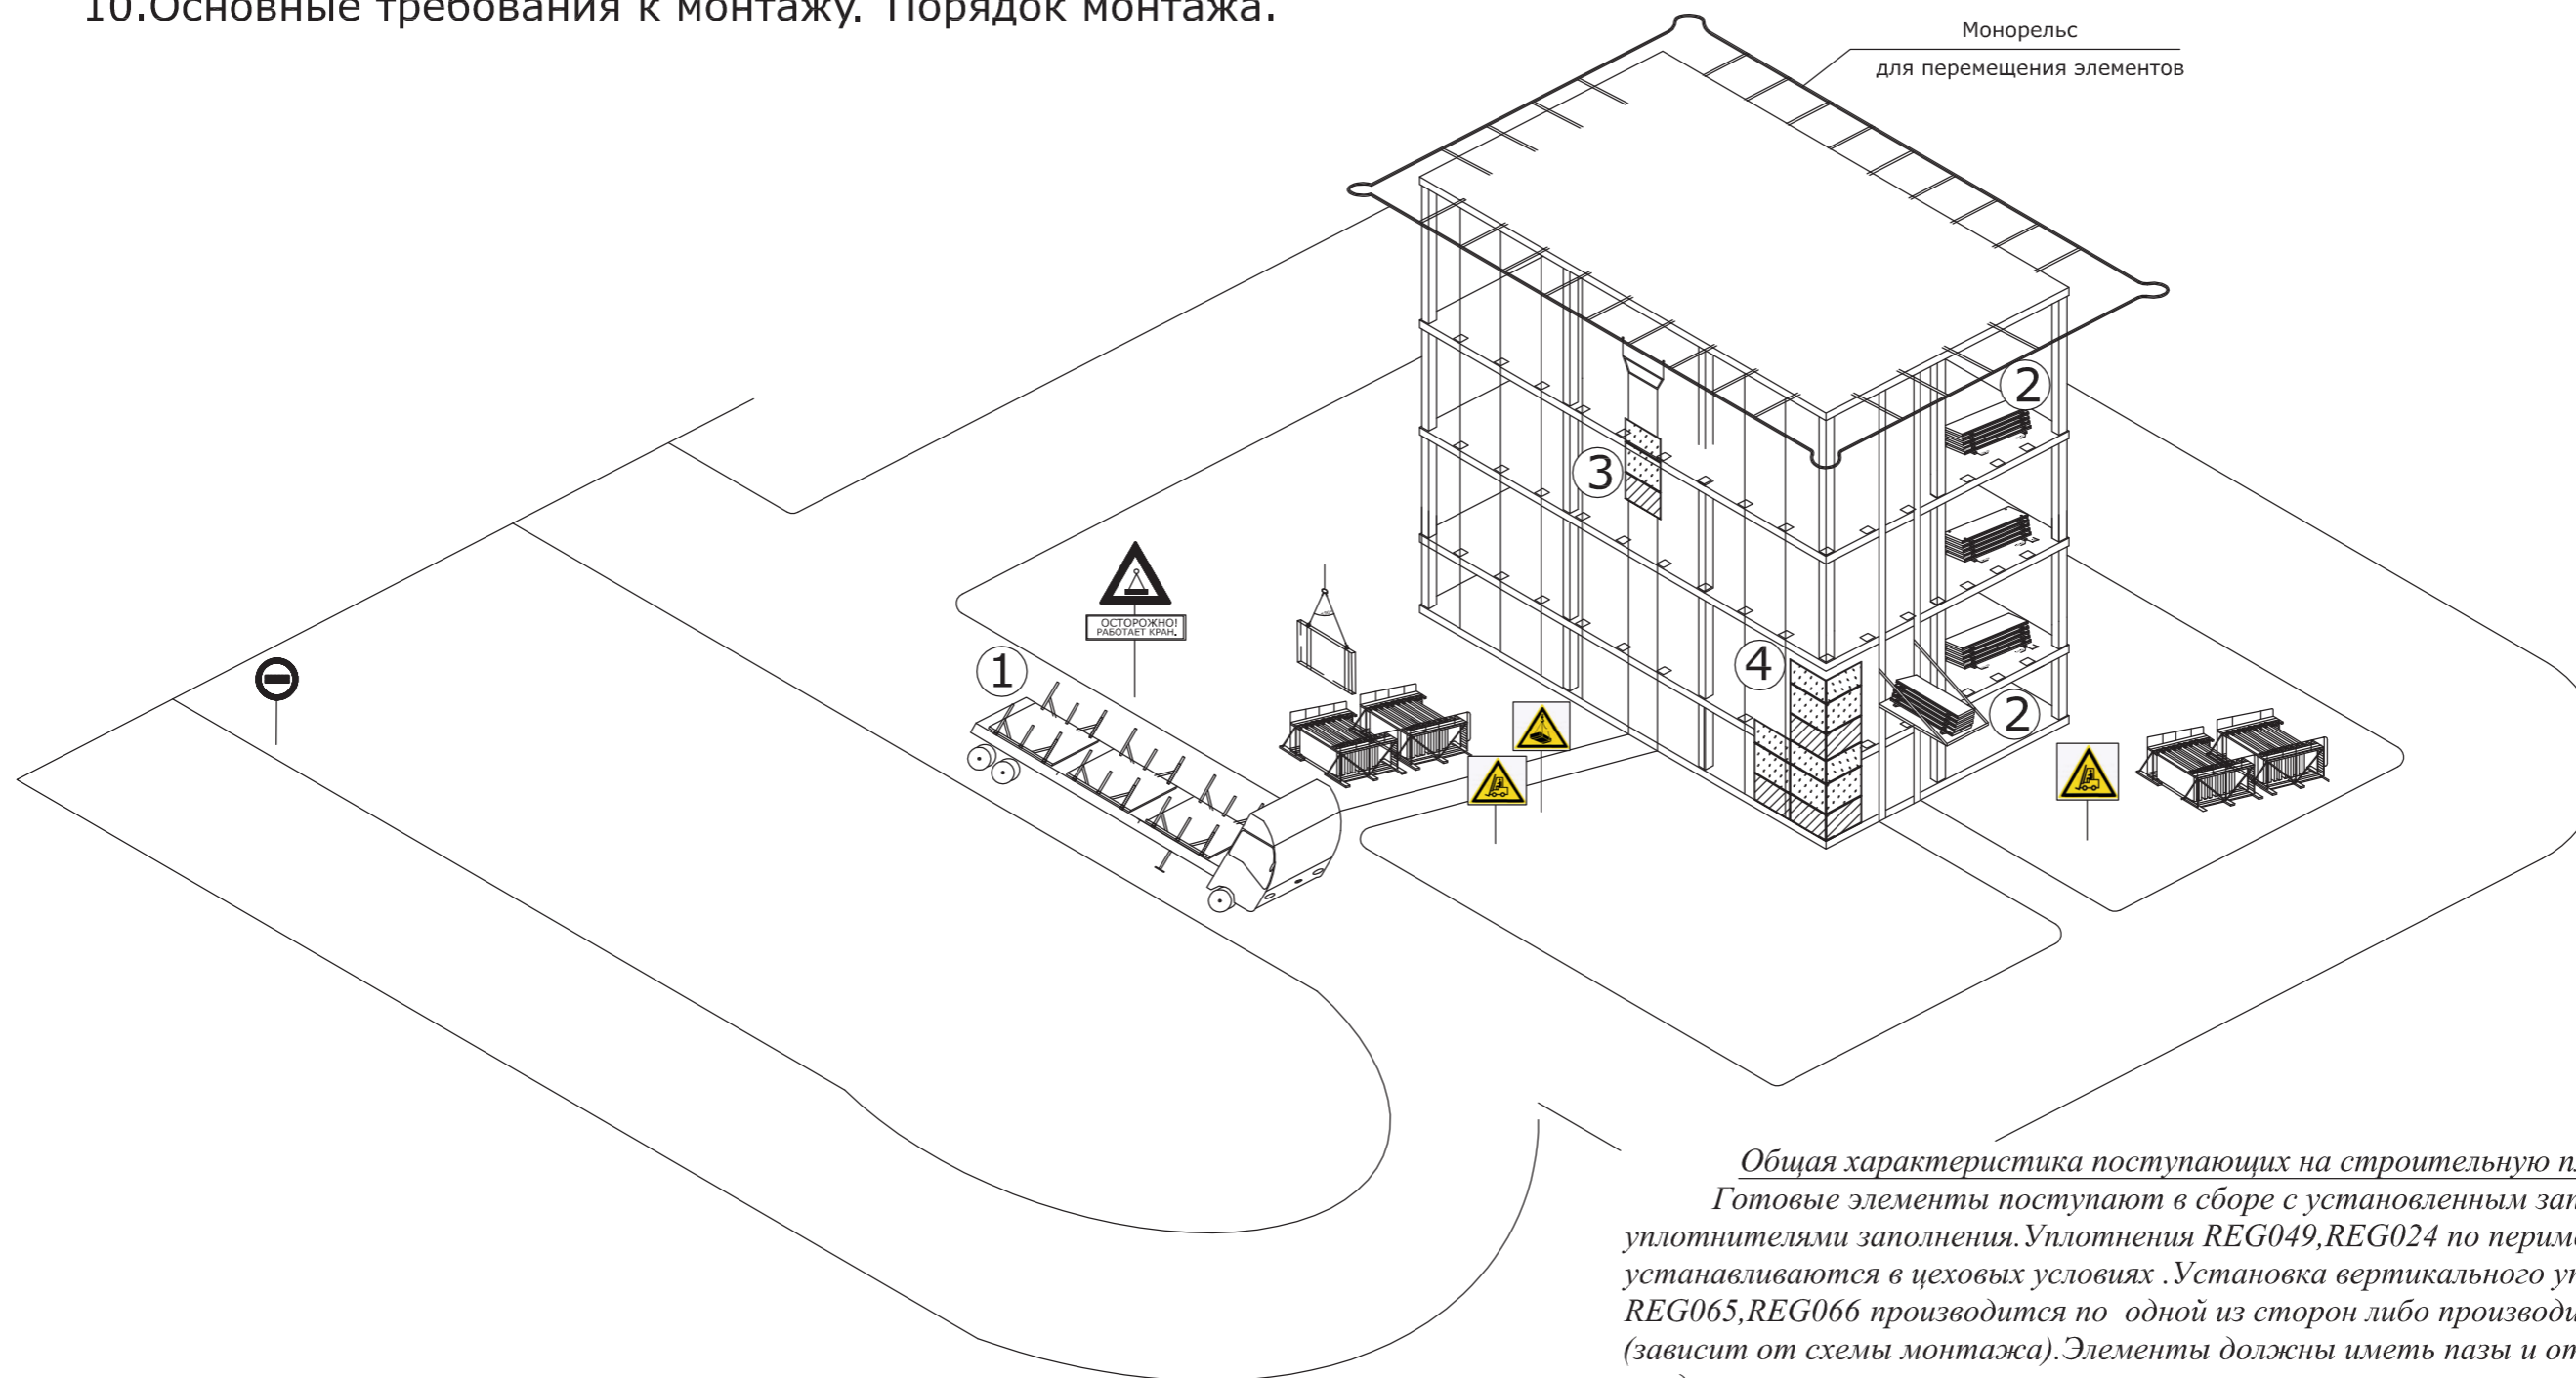 10.Основные требования к монтажу. Порядок монтажа.
Монорельс
для перемещения элементов
2
3
ОСТОРОЖНО!
РАБОТАЕТ КРАН.
1
4
2
Общая характеристика поступающих на строительную
Готовые элементы поступают в сборе с установленным
уплотнителями заполнения.Уплотнения REG049,REG024 по
устанавливаются в цеховых условиях .Установка вертикального
REG065,REG066 производится по одной из сторон либо
(зависит от схемы монтажа).Элементы должны иметь пазы и